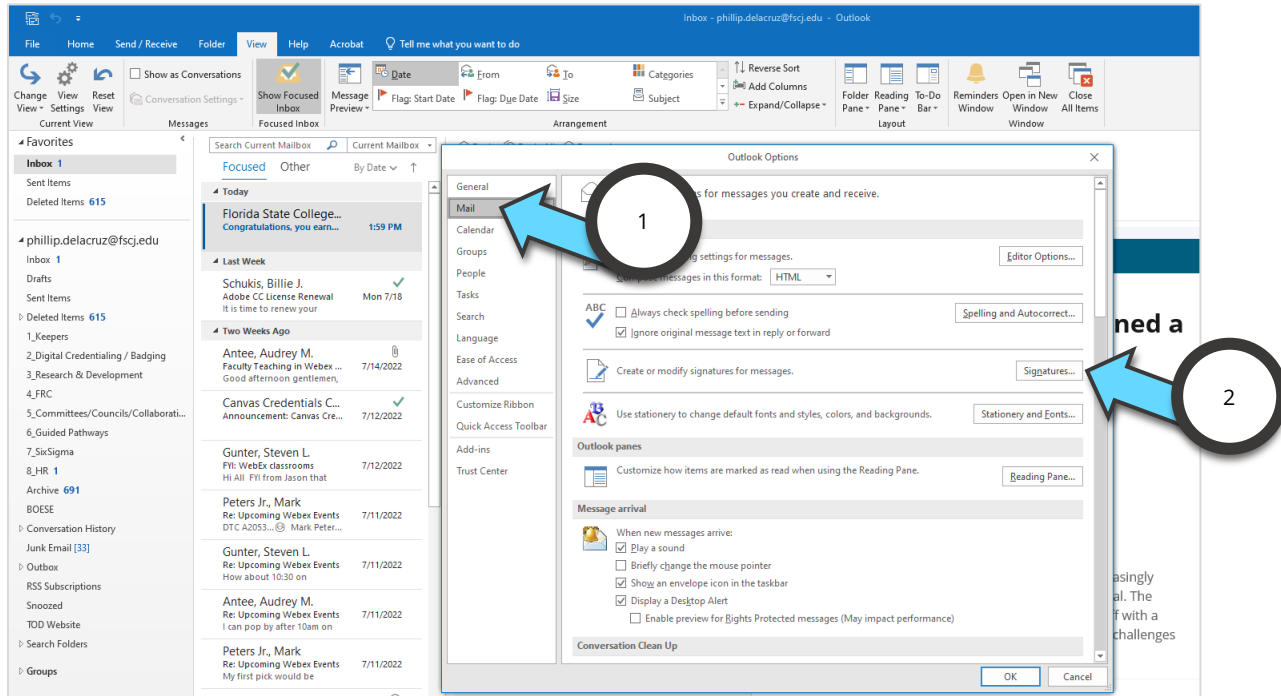 Inbox - phillip.delacruz@fscj.edu - Outlook
File Home Send / Receive Folder View Help Acrobat Tell me what you want to do
Change View
View Settings
Reset View
Current View
Show as Conversations
Conversation Settings
Messages
Show Focused Inbox
Focused Inbox
Message Preview
Date From To Categories
Flag: Start Date Flag: Due Date Size Subject
Arrangement
Reverse Sort
Add Columns
Expand/Collapse
Folder Pane
Reading Pane
To-Do Bar
Layout
Reminders Window
Open in New Window
Close All Items
Window
Favorites
Inbox 1
Sent Items
Deleted Items 615
phillip.delacruz@fscj.edu
Inbox 1
Drafts
Sent Items
Deleted Items 615
1_Keepers
2_Digital Credentialing / Badging
3_Research & Development
4_FRC
5_Committees/Councils/Collaborati...
6_Guided Pathways
7_SixSigma
8_HR 1
Archive 691
BOESE
Conversation History
Junk Email [33]
Outbox
RSS Subscriptions
Snoozed
TOD Website
Search Folders
Groups
Search Current Mailbox Current Mailbox
Focused Other By Date
Today
Florida State College...
Congratulations, you earn... 1:59 PM
Last Week
Schukis, Billie J.
Adobe CC License Renewal Mon 7/18
It is time to renew your
Two Weeks Ago
Antee, Audrey M.
Faculty Teaching in Webex ... 7/14/2022
Good afternoon gentlemen,
Canvas Credentials C...
Announcement: Canvas Cre... 7/12/2022
Gunter, Steven L.
FYI: WebEx classrooms 7/12/2022
Hi All FYI from Jason that
Peters Jr., Mark
Re: Upcoming Webex Events 7/11/2022
DTC A2053... Mark Peter...
Gunter, Steven L.
Re: Upcoming Webex Events 7/11/2022
How about 10:30 on
Antee, Audrey M.
Re: Upcoming Webex Events 7/11/2022
I can pop by after 10am on
Peters Jr., Mark
Re: Upcoming Webex Events 7/11/2022
My first pick would be
Outlook Options
General
Mail
Calendar
Groups
People
Tasks
Search
Language
Ease of Access
Advanced
Customize Ribbon
Quick Access Toolbar
Add-ins
Trust Center
1
for messages you create and receive.
settings for messages. Editor Options...
messages in this format: HTML
ABC Always check spelling before sending Spelling and Autocorrect...
Ignore original message text in reply or forward
Create or modify signatures for messages. Signatures...
2
Use stationery to change default fonts and styles, colors, and backgrounds. Stationery and Fonts...
Outlook panes
Customize how items are marked as read when using the Reading Pane. Reading Pane...
Message arrival
When new messages arrive:
Play a sound
Briefly change the mouse pointer
Show an envelope icon in the taskbar
Display a Desktop Alert
Enable preview for Rights Protected messages (May impact performance)
Conversation Clean Up
OK Cancel
ned a
asingly
al. The
f with a
challenges